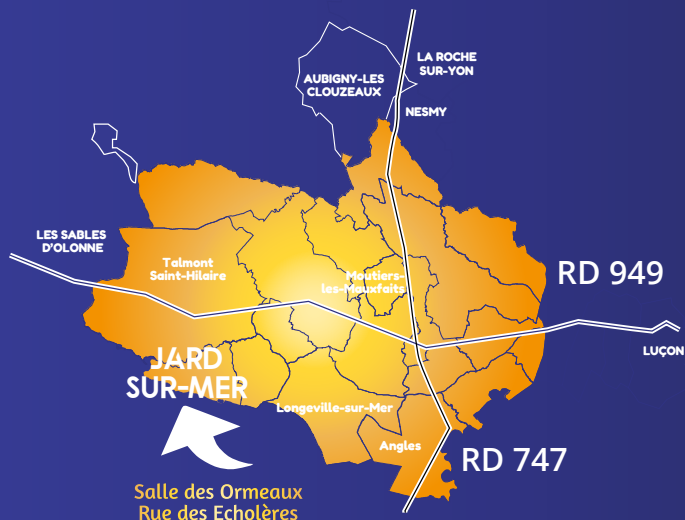 LA ROCHE
SUR-YON
AUBIGNY-LES
CLOUZEAUX
NESMY
LES SABLES
D'OLONNE
Talmont
Saint-Hilaire
Moutiers-
les-Mauxfaits
RD 949
LUÇON
JARD
SUR-MER
Longeville-sur-Mer
Angles
RD 747
Salle des Ormeaux
Rue des Echolères